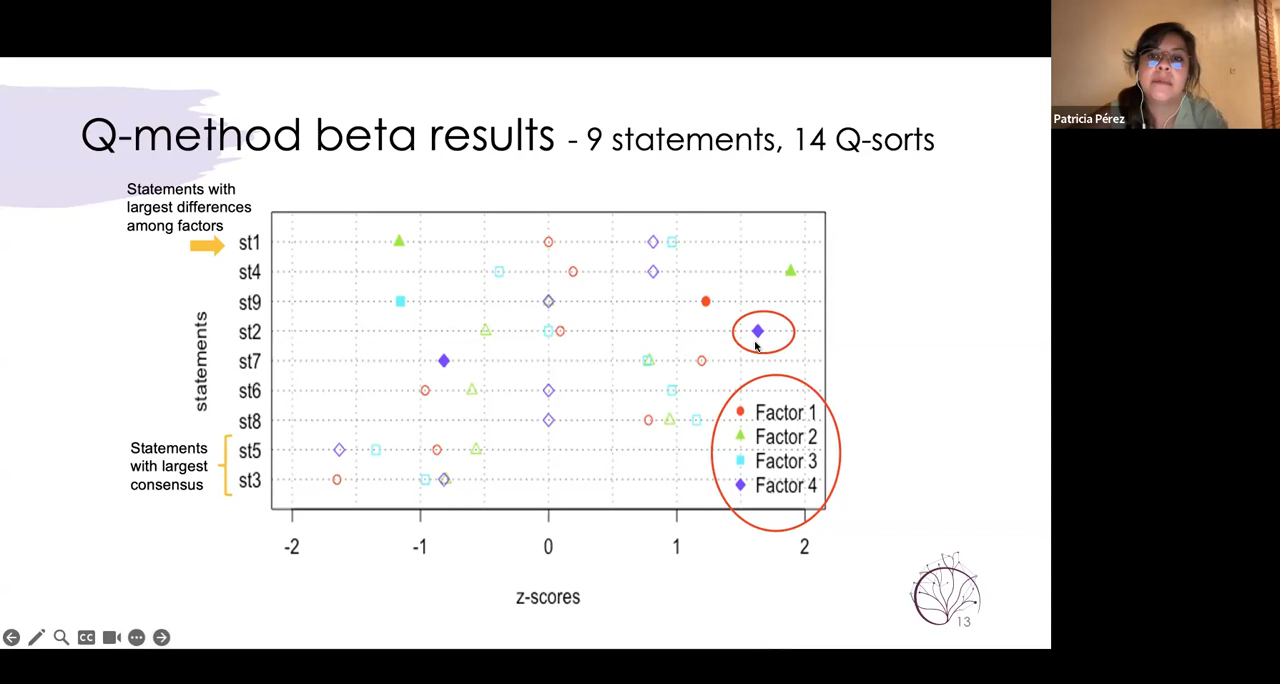 Patricia Pérez
Q-method beta results - 9 statements, 14 Q-sorts
Statements with
largest differences
among factors
statements
st1
st4
st9
st2
st7
st6
st8
st5
st3
Statements
with largest
consensus
Factor 1
Factor 2
Factor 3
Factor 4
-2 -1 0 1 2
z-scores
13
CC